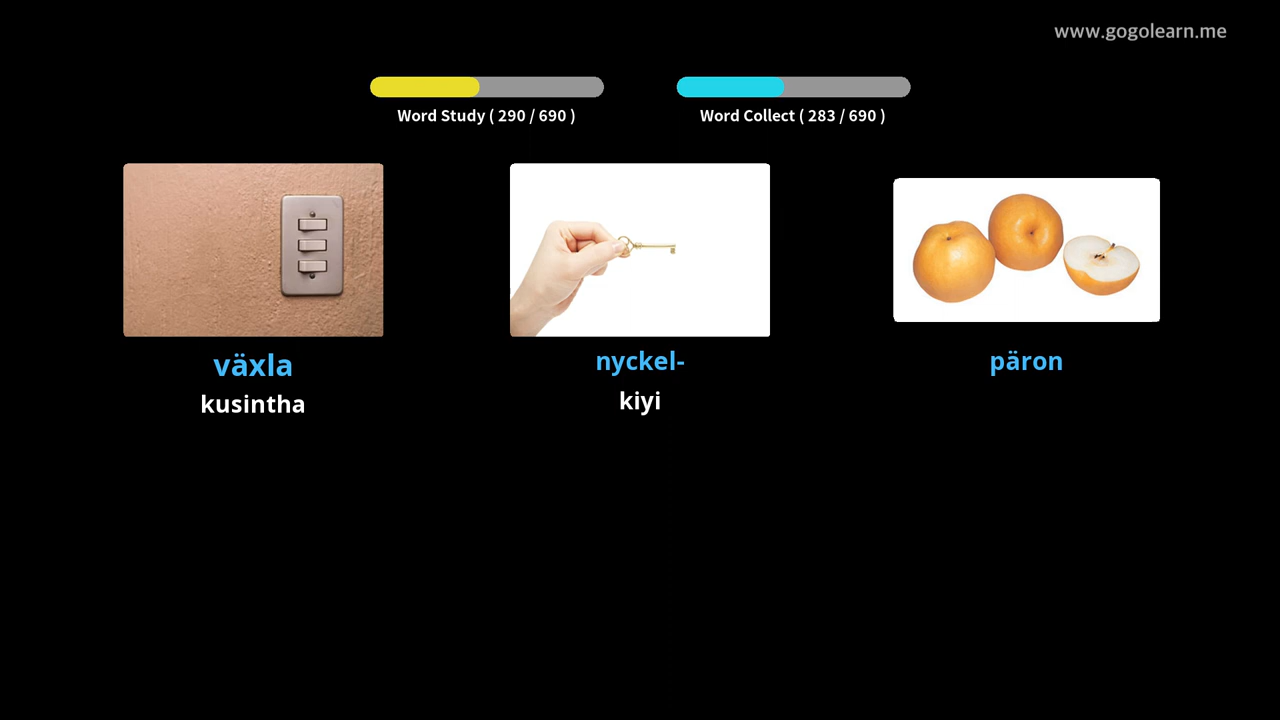 www.gogolearn.me
Word Study ( 290 / 690 )
Word Collect ( 283 / 690 )
växla
kusintha
nyckel-
kiyi
päron